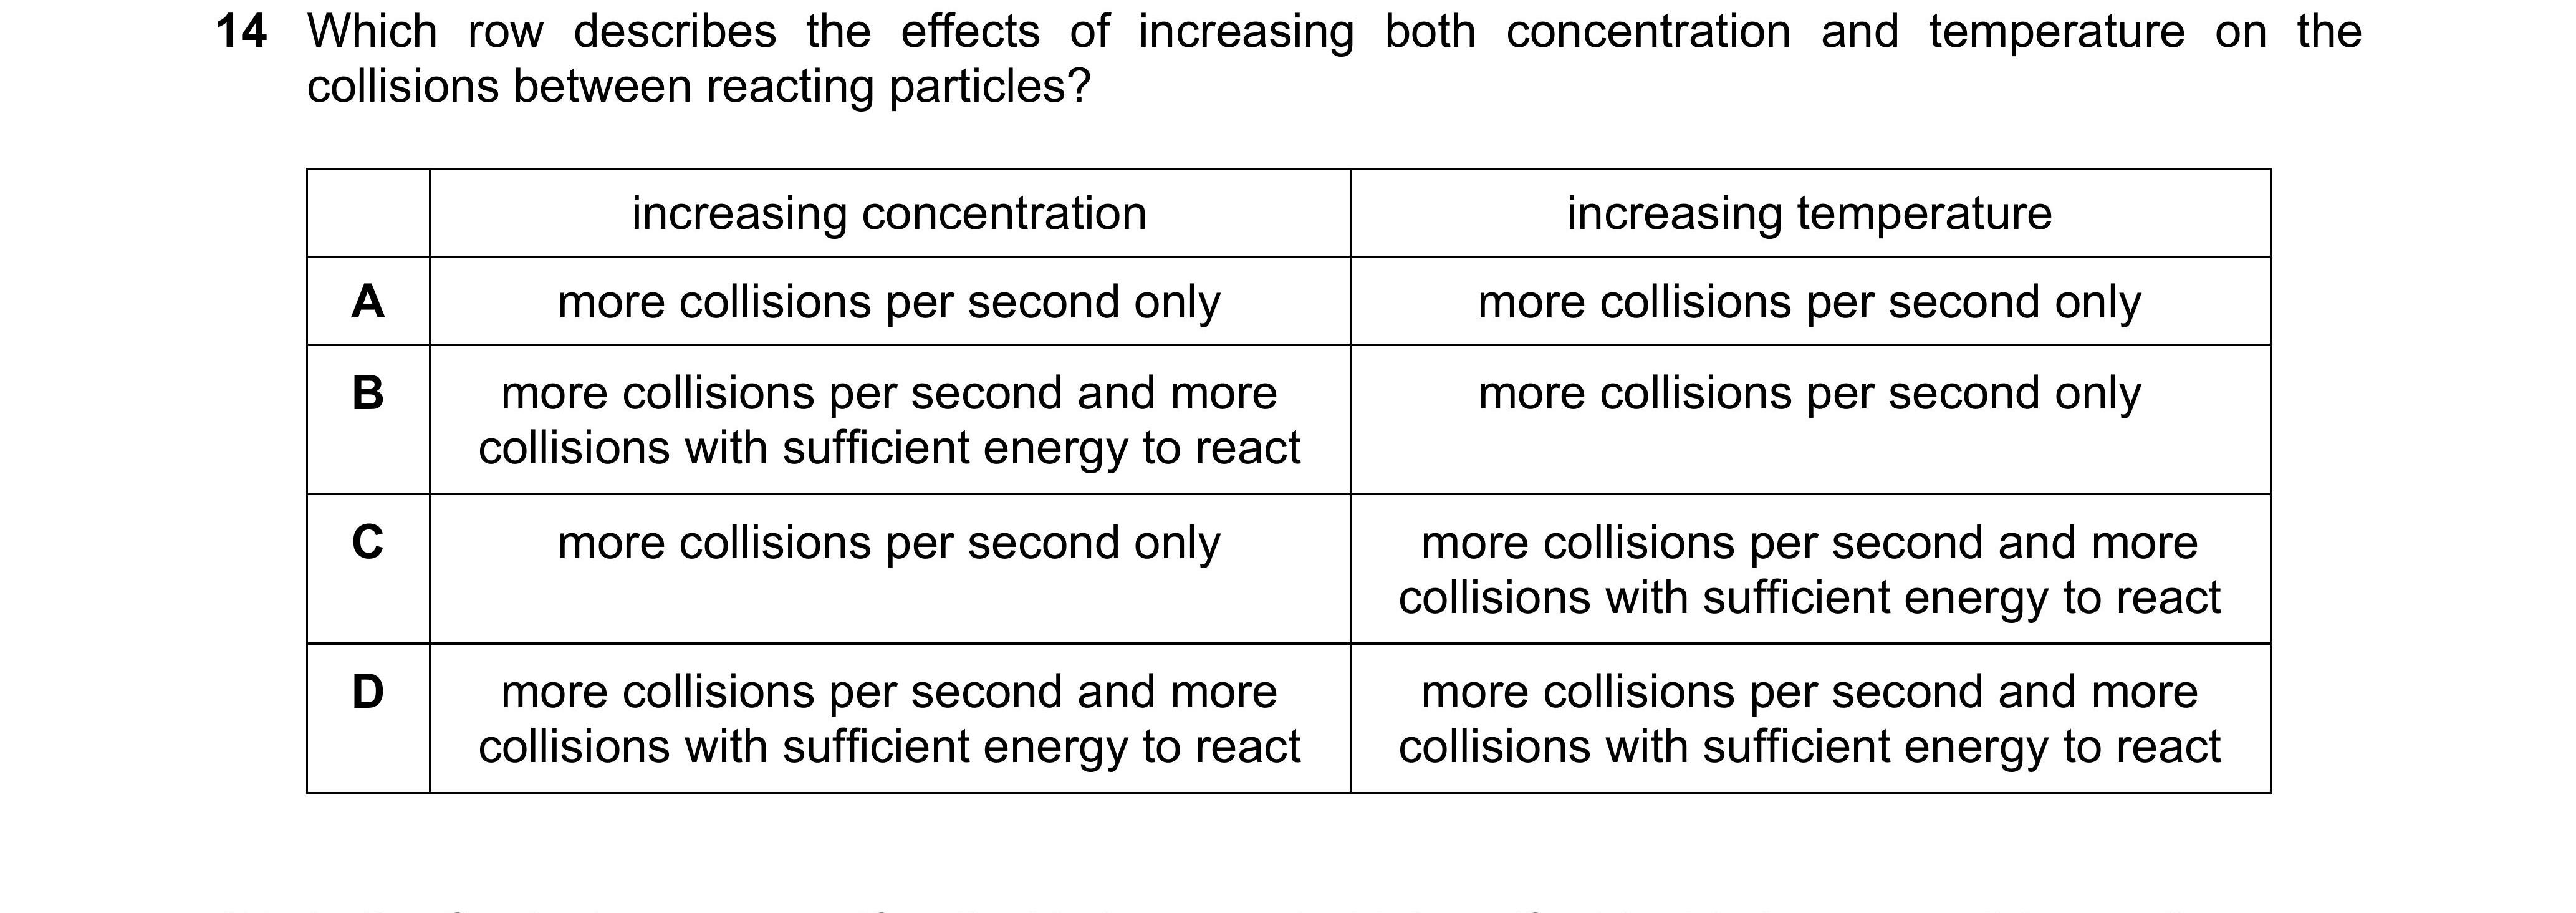 14 Which row describes the effects of increasing both concentration and temperature on the
collisions between reacting particles?
increasing concentration increasing temperature
A more collisions per second only more collisions per second only
B more collisions per second and more more collisions per second only
collisions with sufficient energy to react
C more collisions per second only more collisions per second and more
collisions with sufficient energy to react
D more collisions per second and more more collisions per second and more
collisions with sufficient energy to react collisions with sufficient energy to react